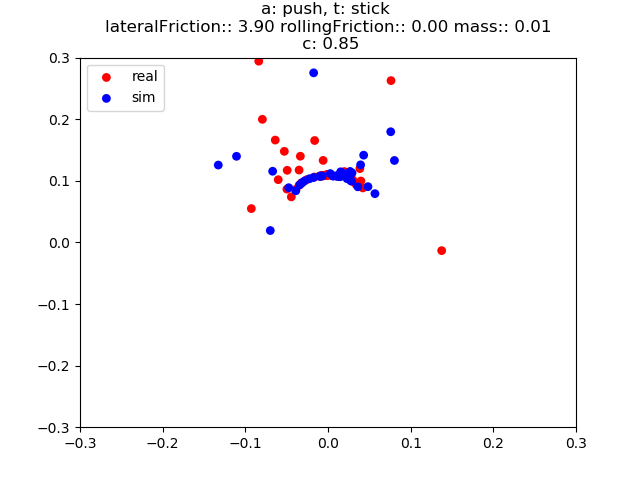 a: push, t: stick
lateralFriction:: 3.90 rollingFriction:: 0.00 mass:: 0.01
c: 0.85
real
sim
0.3
0.2
0.1
0.0
−0.1
−0.2
−0.3
−0.3
−0.2
−0.1
0.0
0.1
0.2
0.3